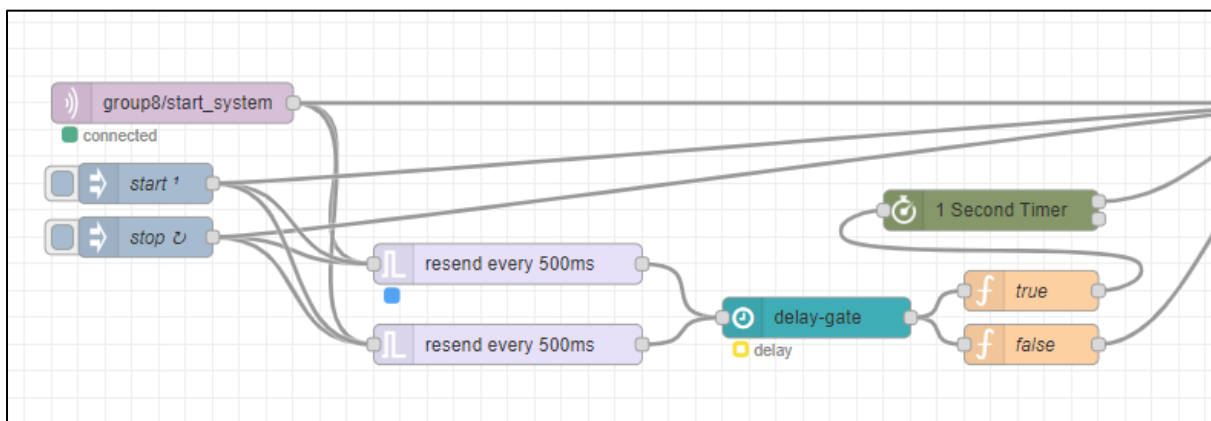 group8/start_system
connected
start ¹
stop ↻
1 Second Timer
resend every 500ms
true
delay-gate
delay
resend every 500ms
false